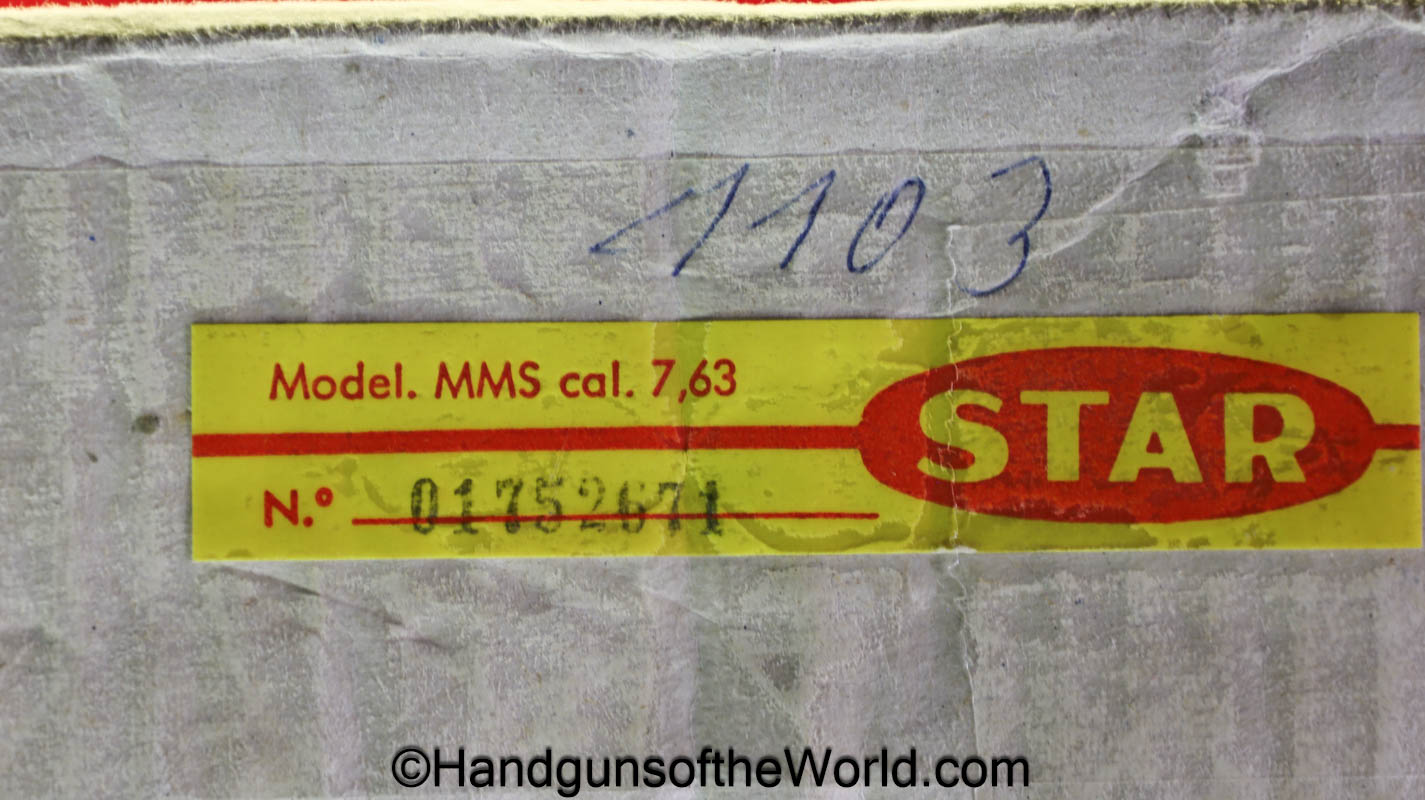 1103
Model. MMS cal. 7,63
STAR
N.º 01752671
©HandgunsoftheWorld.com